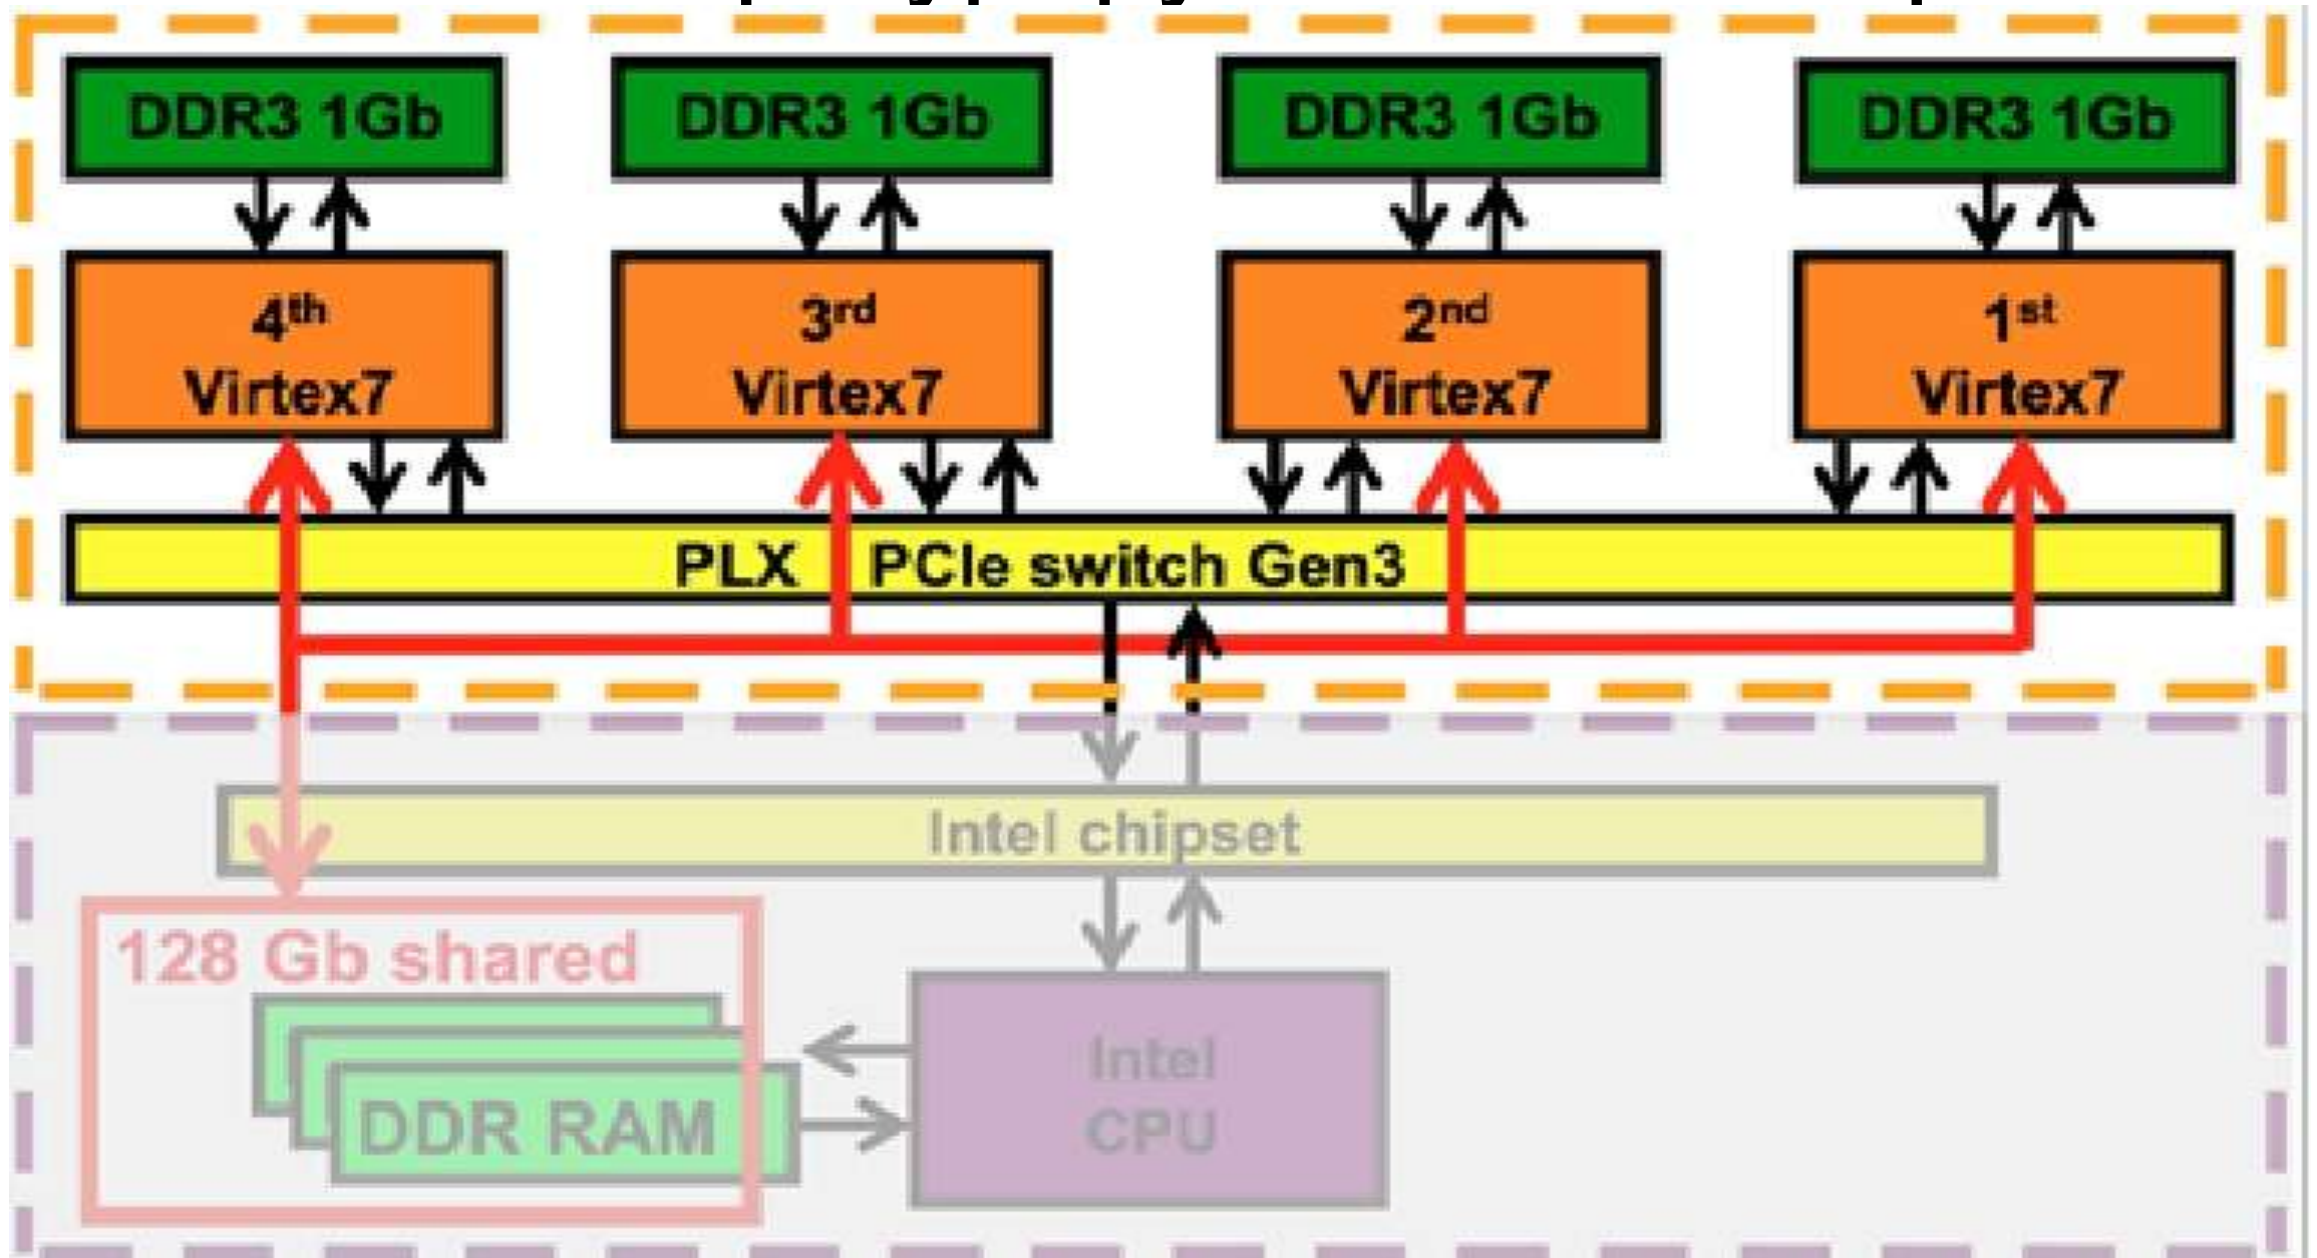 DDR3 1Gb
DDR3 1Gb
DDR3 1Gb
DDR3 1Gb
4th
Virtex7
3rd
Virtex7
2nd
Virtex7
1st
Virtex7
PLX PCIe switch Gen3
Intel chipset
128 Gb shared
DDR RAM
Intel
CPU